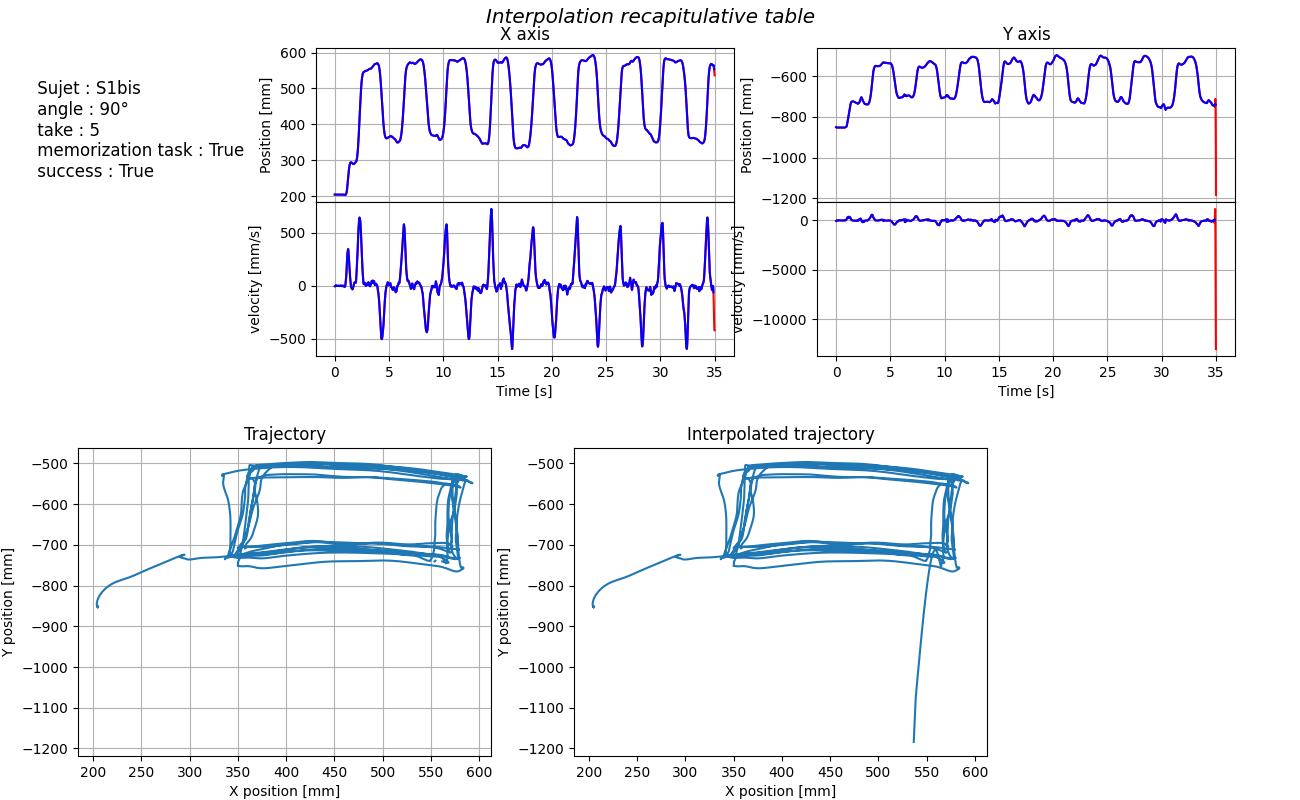 Interpolation recapitulative table
X axis
Y axis
Sujet : S1bis
angle : 90°
take : 5
memorization task : True
success : True
Position [mm]
600
500
400
300
200
velocity [mm/s]
500
0
−500
0 5 10 15 20 25 30 35
Time [s]
Position [mm]
−600
−800
−1000
−1200
velocity [mm/s]
0
−5000
−10000
0 5 10 15 20 25 30 35
Time [s]
Trajectory
Y position [mm]
−500
−600
−700
−800
−900
−1000
−1100
−1200
200 250 300 350 400 450 500 550 600
X position [mm]
Interpolated trajectory
Y position [mm]
−500
−600
−700
−800
−900
−1000
−1100
−1200
200 250 300 350 400 450 500 550 600
X position [mm]